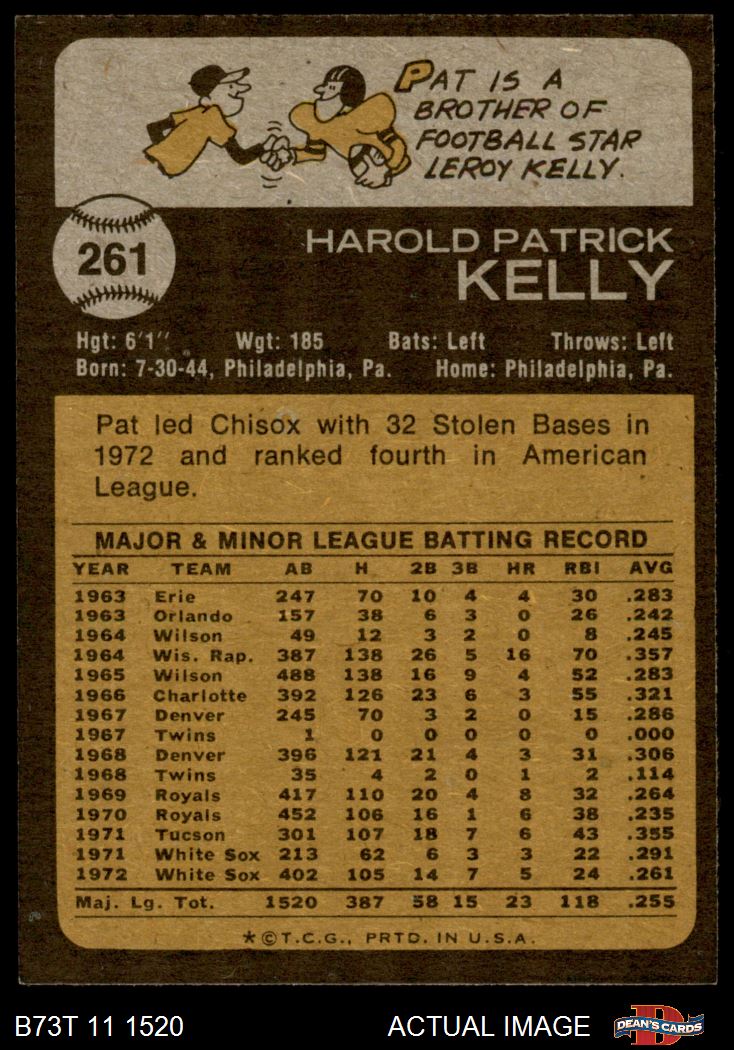 PAT IS A
BROTHER OF
FOOTBALL STAR
LEROY KELLY.
261
HAROLD PATRICK
KELLY
Hgt: 6'1" Wgt: 185 Bats: Left Throws: Left
Born: 7-30-44, Philadelphia, Pa. Home: Philadelphia, Pa.
Pat led Chisox with 32 Stolen Bases in
1972 and ranked fourth in American
League.
MAJOR & MINOR LEAGUE BATTING RECORD
YEAR TEAM AB H 2B 3B HR RBI AVG
1963 Erie 247 70 10 4 4 30 .283
1963 Orlando 157 38 6 3 0 26 .242
1964 Wilson 49 12 3 2 0 8 .245
1964 Wis. Rap. 387 138 26 5 16 70 .357
1965 Wilson 488 138 16 9 4 52 .283
1966 Charlotte 392 126 23 6 3 55 .321
1967 Denver 245 70 3 2 0 15 .286
1967 Twins 1 0 0 0 0 0 .000
1968 Denver 396 121 21 4 3 31 .306
1968 Twins 35 4 2 0 1 2 .114
1969 Royals 417 110 20 4 8 32 .264
1970 Royals 452 106 16 1 6 38 .235
1971 Tucson 301 107 18 7 6 43 .355
1971 White Sox 213 62 6 3 3 22 .291
1972 White Sox 402 105 14 7 5 24 .261
Maj. Lg. Tot. 1520 387 58 15 23 118 .255
*©T.C.G., PRTD. IN U.S.A.
B73T 11 1520 ACTUAL IMAGE D DEAN'S CARDS